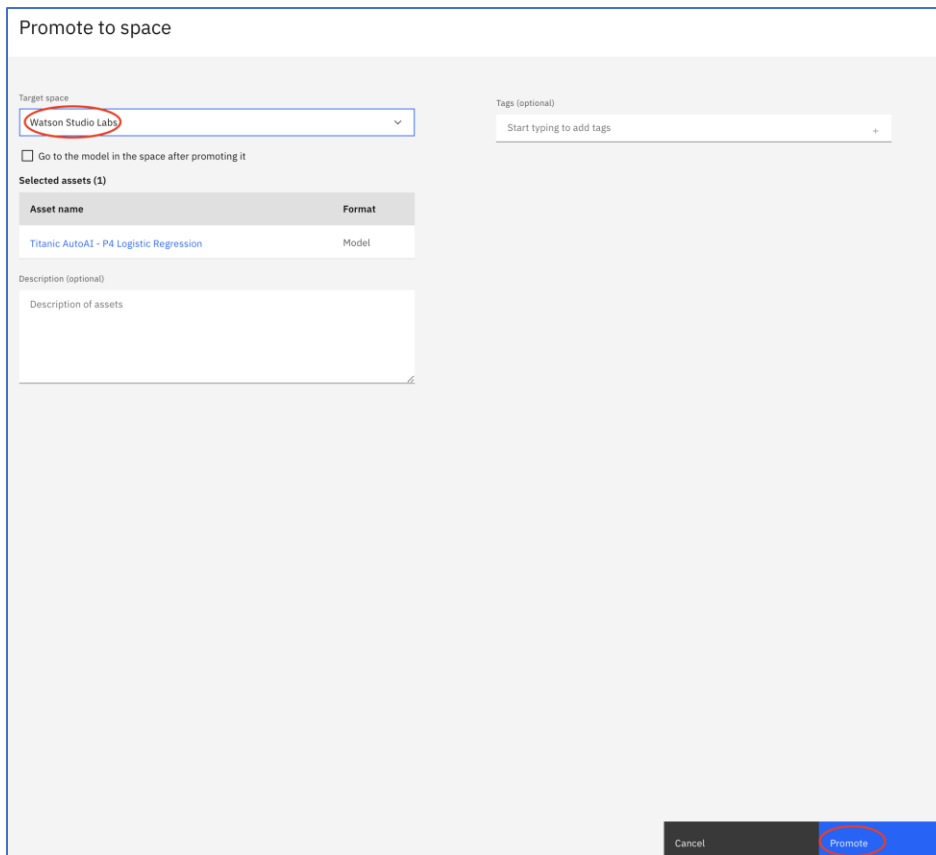 Promote to space
Target space
Watson Studio Labs
Go to the model in the space after promoting it
Selected assets (1)
Asset name Format
Titanic AutoAI - P4 Logistic Regression Model
Description (optional)
Description of assets
Tags (optional)
Start typing to add tags +
Cancel Promote